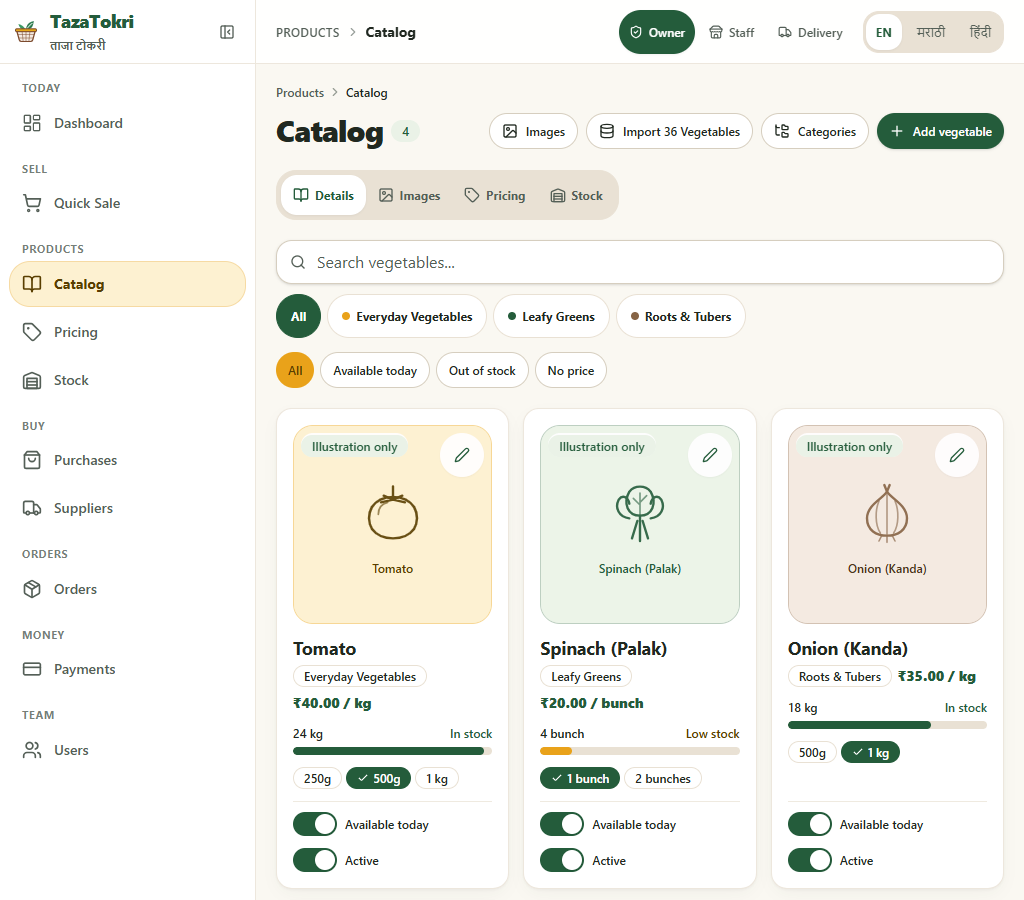 TazaTokri
ताजा टोकरी
PRODUCTS > Catalog
Owner
Staff
Delivery
EN
मराठी
हिंदी
TODAY
Dashboard
SELL
Quick Sale
PRODUCTS
Catalog
Pricing
Stock
BUY
Purchases
Suppliers
ORDERS
Orders
MONEY
Payments
TEAM
Users
Products > Catalog
Catalog 4
Images
Import 36 Vegetables
Categories
+ Add vegetable
Details
Images
Pricing
Stock
Search vegetables...
All
Everyday Vegetables
Leafy Greens
Roots & Tubers
All
Available today
Out of stock
No price
Illustration only
Tomato
Tomato
Everyday Vegetables
₹40.00 / kg
24 kg In stock
250g ✓ 500g 1 kg
Available today
Active
Illustration only
Spinach (Palak)
Spinach (Palak)
Leafy Greens
₹20.00 / bunch
4 bunch Low stock
✓ 1 bunch 2 bunches
Available today
Active
Illustration only
Onion (Kanda)
Onion (Kanda)
Roots & Tubers ₹35.00 / kg
18 kg In stock
500g ✓ 1 kg
Available today
Active